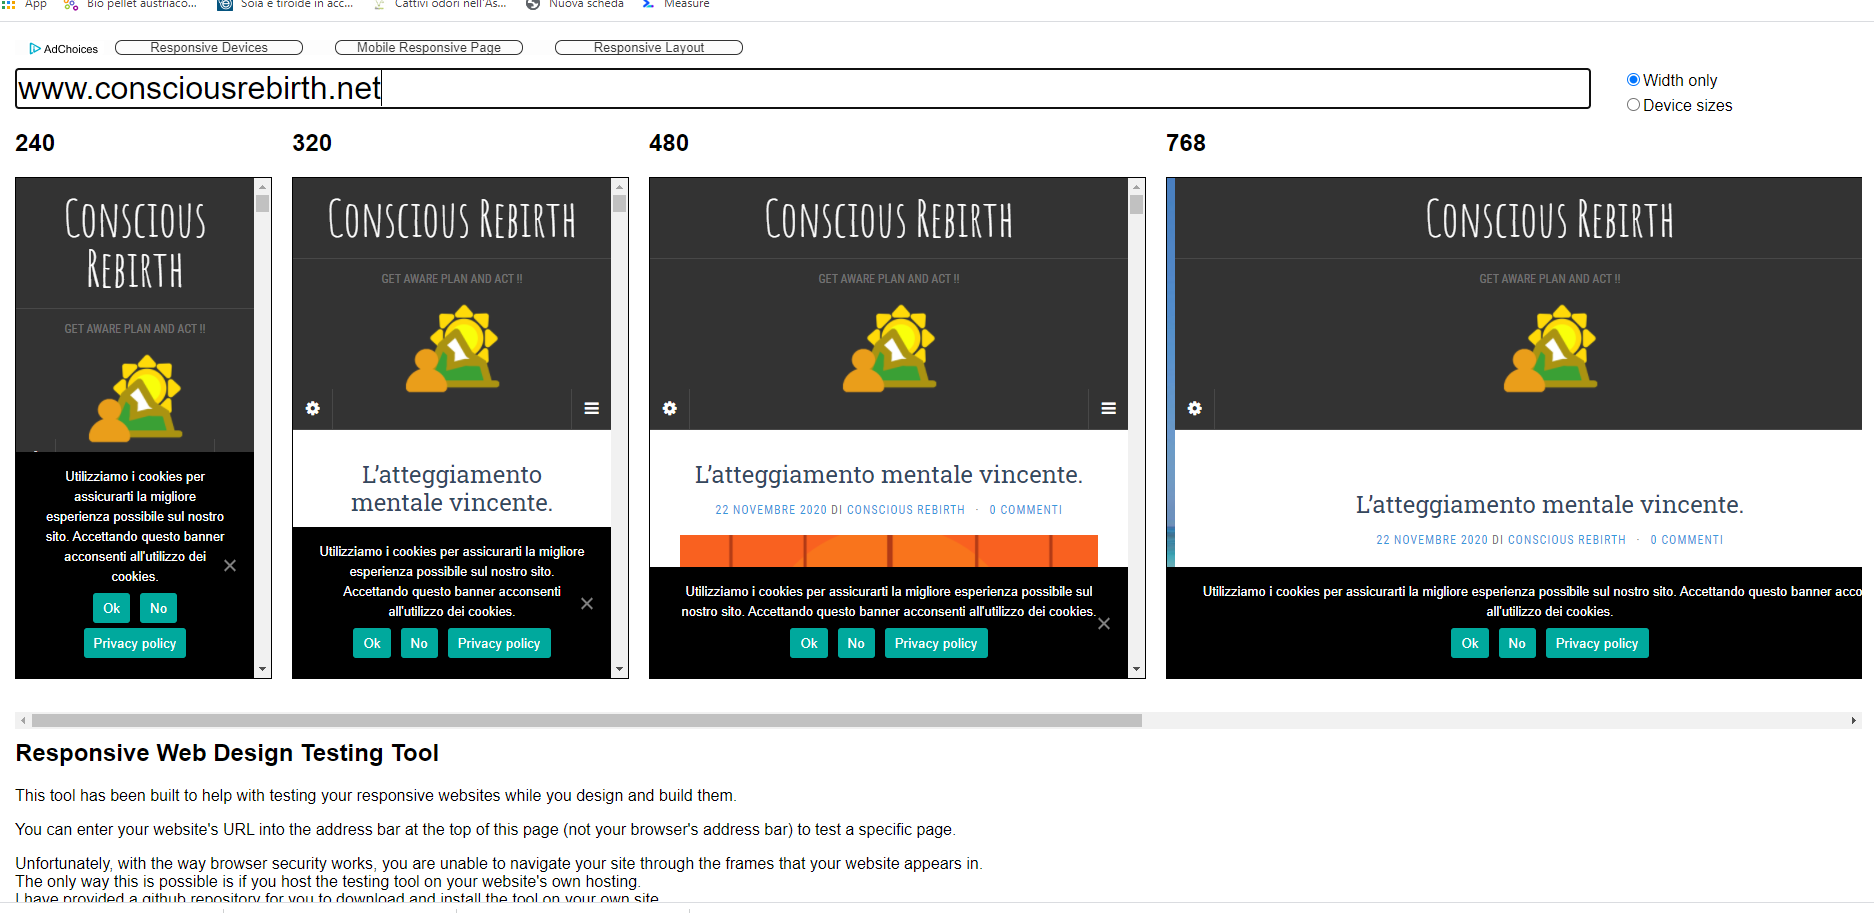 App Bio pellet austriaco... Soia e tiroide in acc... Cattivi odori nell'As... Nuova scheda Measure
AdChoices Responsive Devices Mobile Responsive Page Responsive Layout
www.consciousrebirth.net
Width only
Device sizes
240
Conscious
Rebirth
GET AWARE PLAN AND ACT !!
Utilizziamo i cookies per
assicurarti la migliore
esperienza possibile sul nostro
sito. Accettando questo banner
acconsenti all'utilizzo dei
cookies.
Ok No
Privacy policy
320
Conscious Rebirth
GET AWARE PLAN AND ACT !!
L'atteggiamento
mentale vincente.
Utilizziamo i cookies per assicurarti la migliore
esperienza possibile sul nostro sito.
Accettando questo banner acconsenti
all'utilizzo dei cookies.
Ok No Privacy policy
480
Conscious Rebirth
GET AWARE PLAN AND ACT !!
L'atteggiamento mentale vincente.
22 NOVEMBRE 2020 DI CONSCIOUS REBIRTH - 0 COMMENTI
Utilizziamo i cookies per assicurarti la migliore esperienza possibile sul
nostro sito. Accettando questo banner acconsenti all'utilizzo dei cookies.
Ok No Privacy policy
768
Conscious Rebirth
GET AWARE PLAN AND ACT !!
L'atteggiamento mentale vincente.
22 NOVEMBRE 2020 DI CONSCIOUS REBIRTH - 0 COMMENTI
Utilizziamo i cookies per assicurarti la migliore esperienza possibile sul nostro sito. Accettando questo banner acco
all'utilizzo dei cookies.
Ok No Privacy policy
Responsive Web Design Testing Tool
This tool has been built to help with testing your responsive websites while you design and build them.
You can enter your website's URL into the address bar at the top of this page (not your browser's address bar) to test a specific page.
Unfortunately, with the way browser security works, you are unable to navigate your site through the frames that your website appears in.
The only way this is possible is if you host the testing tool on your website's own hosting.
I have provided a github repository for you to download and install the tool on your own site.